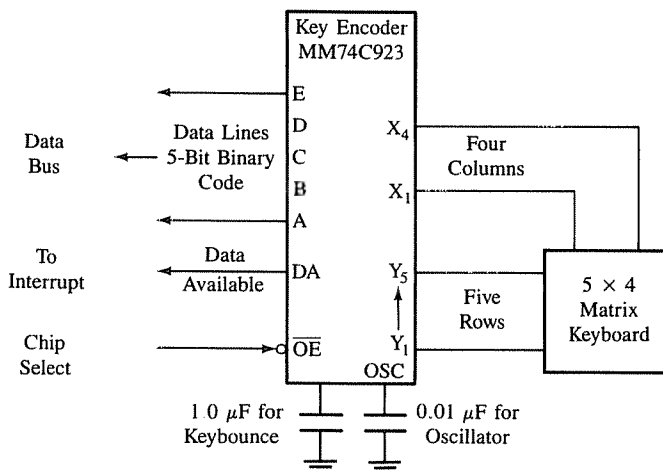 Key Encoder
MM74C923
E
D
C
B
A
DA
OE
X4
X1
Y5
Y1
OSC
Data
Bus
Data Lines
5-Bit Binary
Code
To
Interrupt
Data
Available
Chip
Select
Four
Columns
Five
Rows
5 × 4
Matrix
Keyboard
1.0 μF for
Keybounce
0.01 μF for
Oscillator